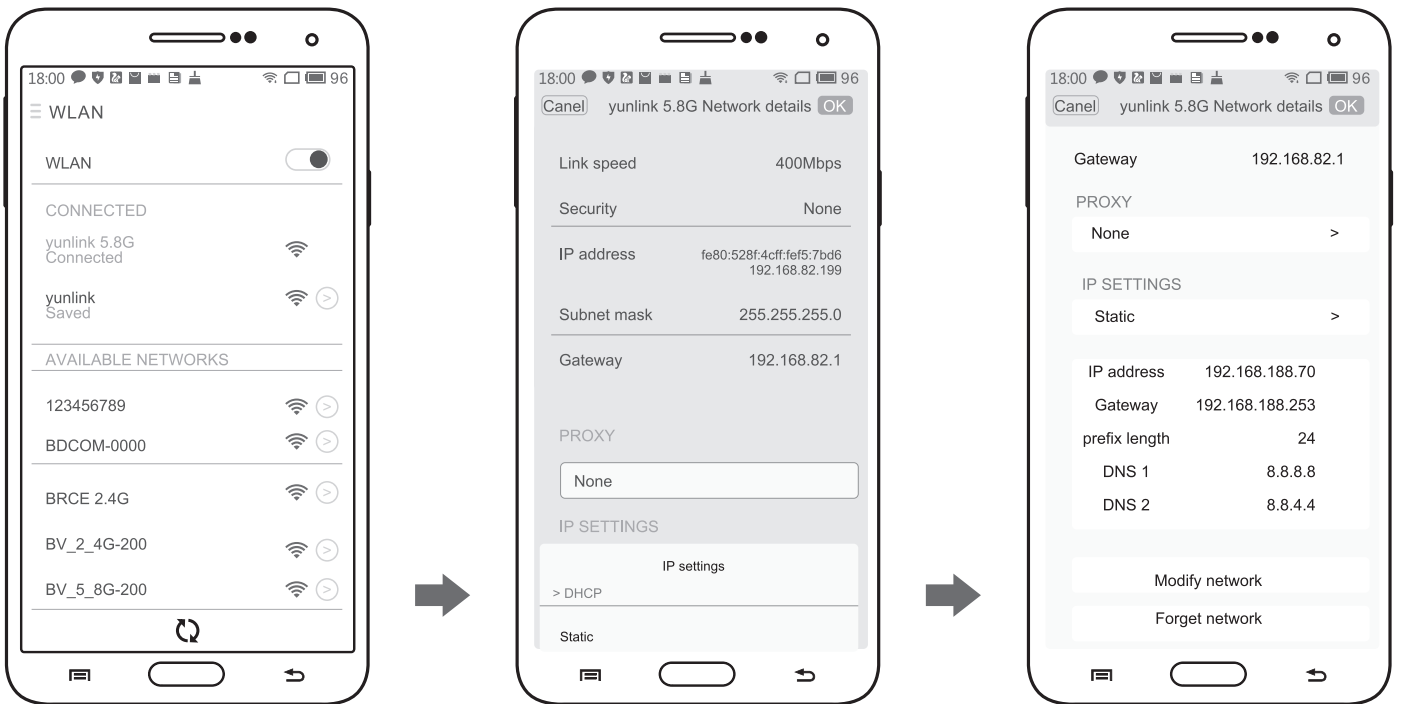 18:00 96
WLAN
WLAN
CONNECTED
yunlink 5.8G
Connected
yunlink
Saved
>
AVAILABLE NETWORKS
123456789 >
BDCOM-0000 >
BRCE 2.4G >
BV_2_4G-200 >
BV_5_8G-200 >
18:00 96
Canel yunlink 5.8G Network details OK
Link speed 400Mbps
Security None
IP address fe80:528f:4cff:fef5:7bd6
192.168.82.199
Subnet mask 255.255.255.0
Gateway 192.168.82.1
PROXY
None
IP SETTINGS
IP settings
> DHCP
Static
18:00 96
Canel yunlink 5.8G Network details OK
Gateway 192.168.82.1
PROXY
None >
IP SETTINGS
Static >
IP address 192.168.188.70
Gateway 192.168.188.253
prefix length 24
DNS 1 8.8.8.8
DNS 2 8.8.4.4
Modify network
Forget network